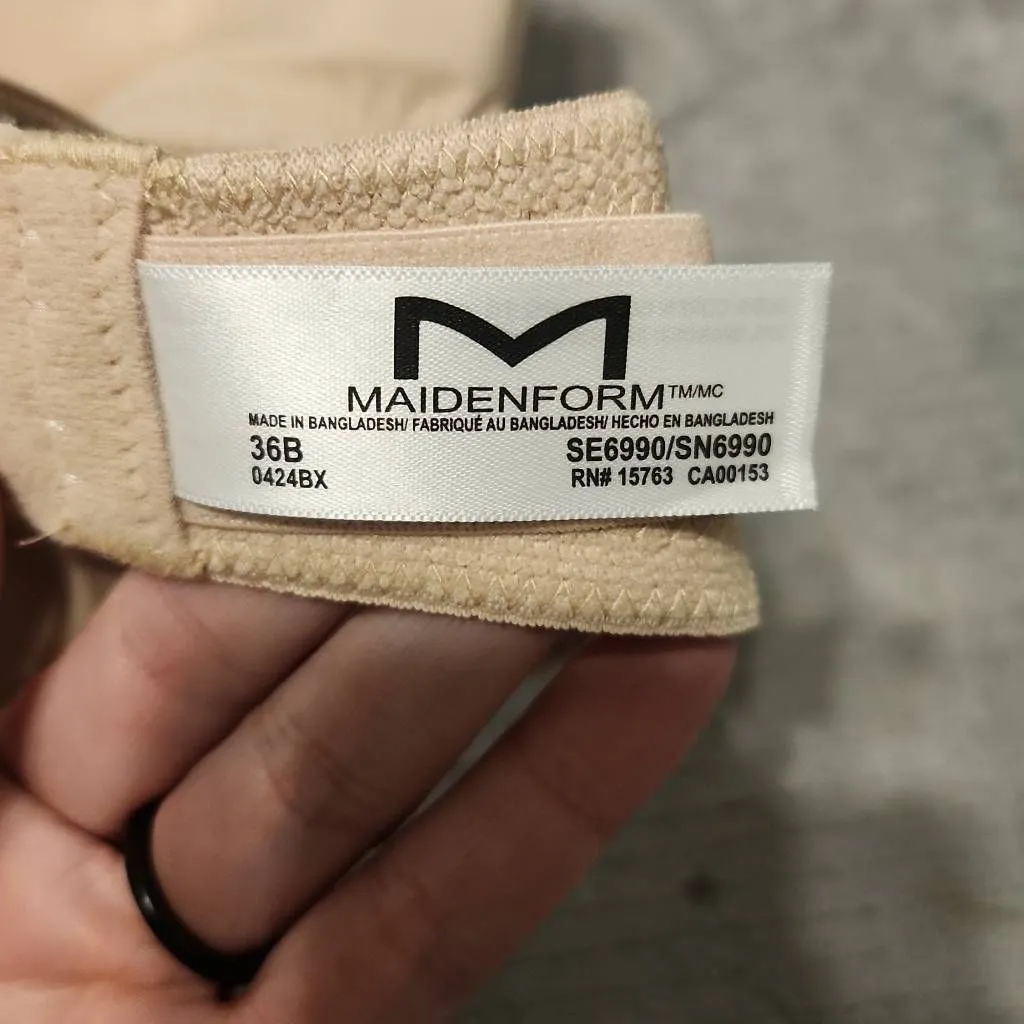 M
MAIDENFORM™/MC
MADE IN BANGLADESH/ FABRIQUÉ AU BANGLADESH/ HECHO EN BANGLADESH
36B SE6990/SN6990
0424BX RN# 15763 CA00153